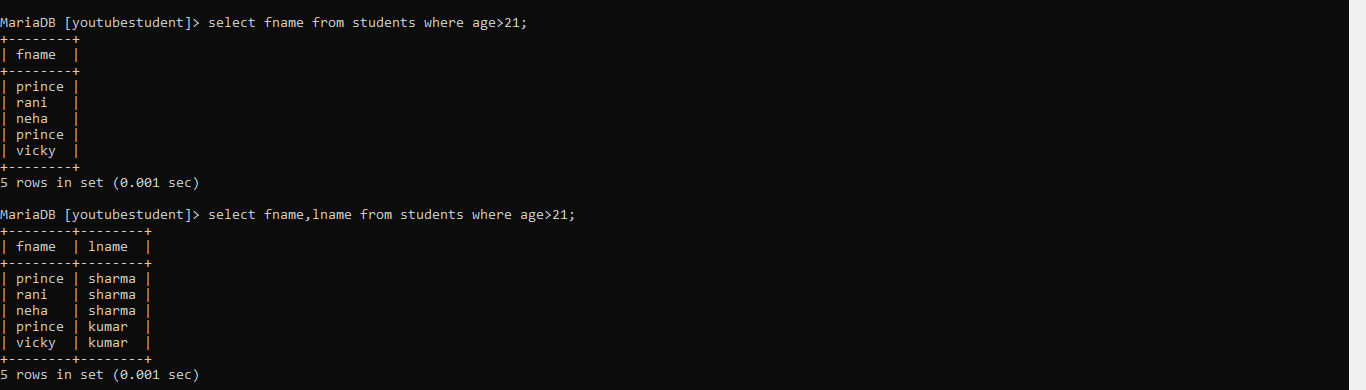 MariaDB [youtubestudent]> select fname from students where age>21;
+--------+
| fname  |
+--------+
| prince |
| rani   |
| neha   |
| prince |
| vicky  |
+--------+
5 rows in set (0.001 sec)
MariaDB [youtubestudent]> select fname,lname from students where age>21;
+--------+--------+
| fname  | lname  |
+--------+--------+
| prince | sharma |
| rani   | sharma |
| neha   | sharma |
| prince | kumar  |
| vicky  | kumar  |
+--------+--------+
5 rows in set (0.001 sec)